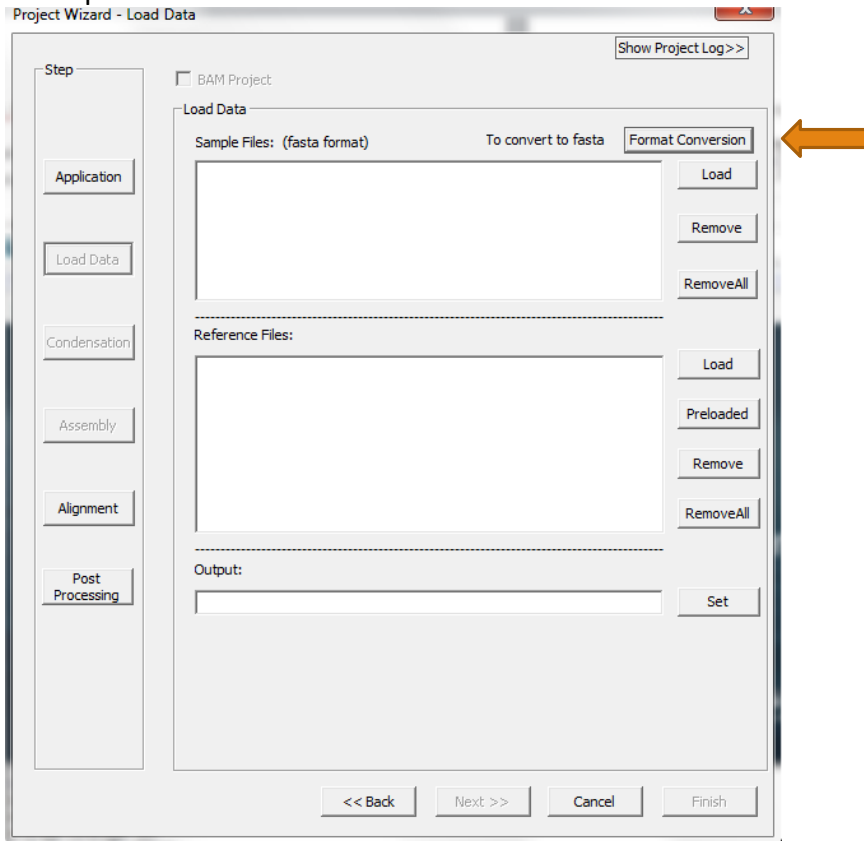 Project Wizard - Load Data
Show Project Log>>
Step
BAM Project
Load Data
Sample Files: (fasta format)
To convert to fasta
Format Conversion
Application
Load
Remove
Load Data
RemoveAll
--------------------------------------------------------------------------------
Reference Files:
Condensation
Load
Preloaded
Assembly
Remove
Alignment
RemoveAll
--------------------------------------------------------------------------------
Output:
Post
Processing
Set
<< Back
Next >>
Cancel
Finish